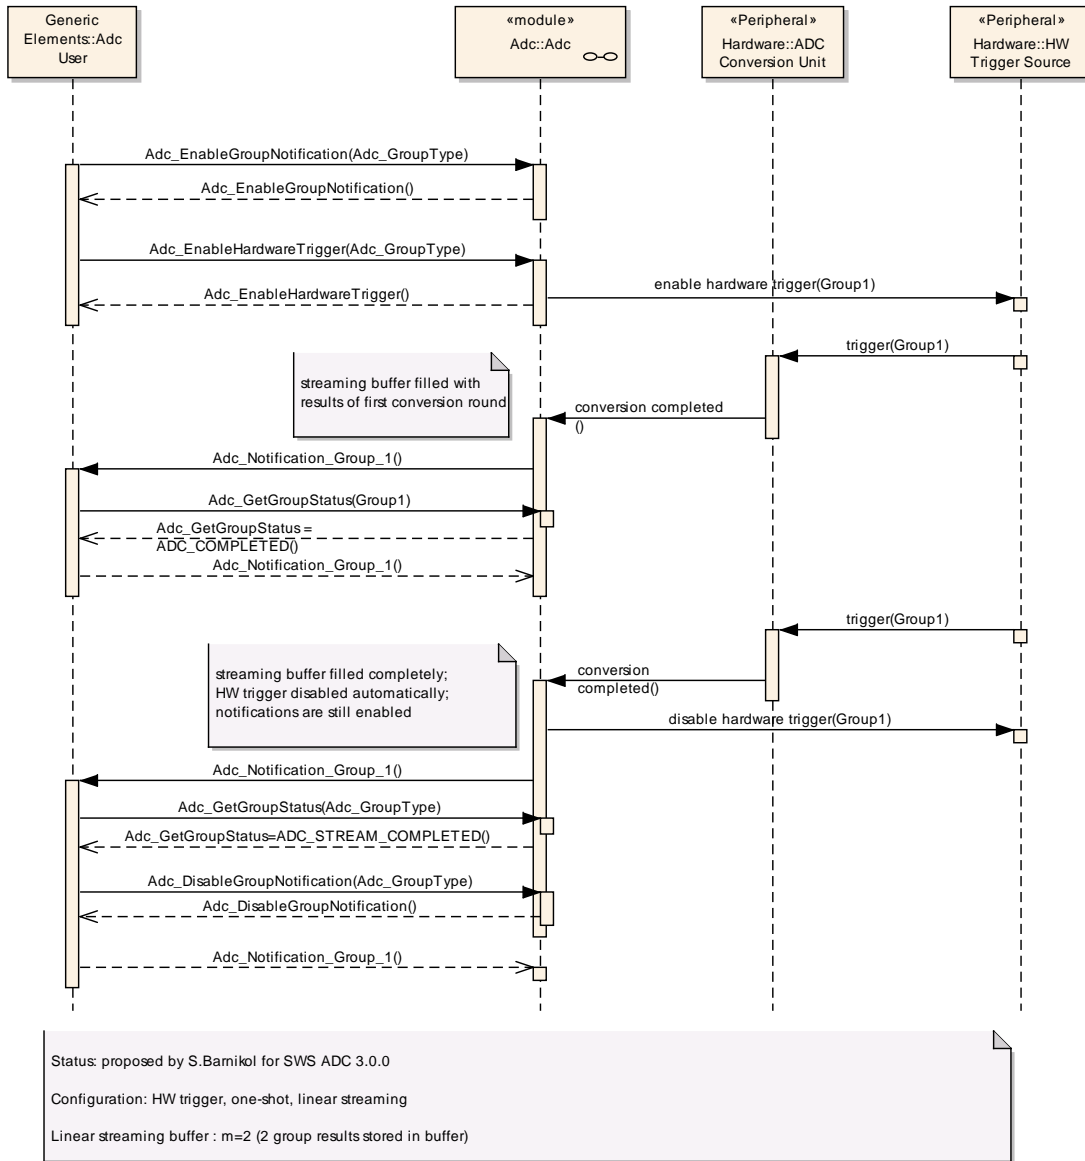 Generic
Elements::Adc
User
«module»
Adc::Adc
«Peripheral»
Hardware::ADC
Conversion Unit
«Peripheral»
Hardware::HW
Trigger Source
Adc_EnableGroupNotification(Adc_GroupType)
Adc_EnableGroupNotification()
Adc_EnableHardwareTrigger(Adc_GroupType)
enable hardware trigger(Group1)
Adc_EnableHardwareTrigger()
trigger(Group1)
streaming buffer filled with
results of first conversion round
conversion completed
()
Adc_Notification_Group_1()
Adc_GetGroupStatus(Group1)
Adc_GetGroupStatus =
ADC_COMPLETED()
Adc_Notification_Group_1()
trigger(Group1)
streaming buffer filled completely;
HW trigger disabled automatically;
notifications are still enabled
conversion
completed()
disable hardware trigger(Group1)
Adc_Notification_Group_1()
Adc_GetGroupStatus(Adc_GroupType)
Adc_GetGroupStatus=ADC_STREAM_COMPLETED()
Adc_DisableGroupNotification(Adc_GroupType)
Adc_DisableGroupNotification()
Adc_Notification_Group_1()
Status: proposed by S.Barnikol for SWS ADC 3.0.0
Configuration: HW trigger, one-shot, linear streaming
Linear streaming buffer : m=2 (2 group results stored in buffer)